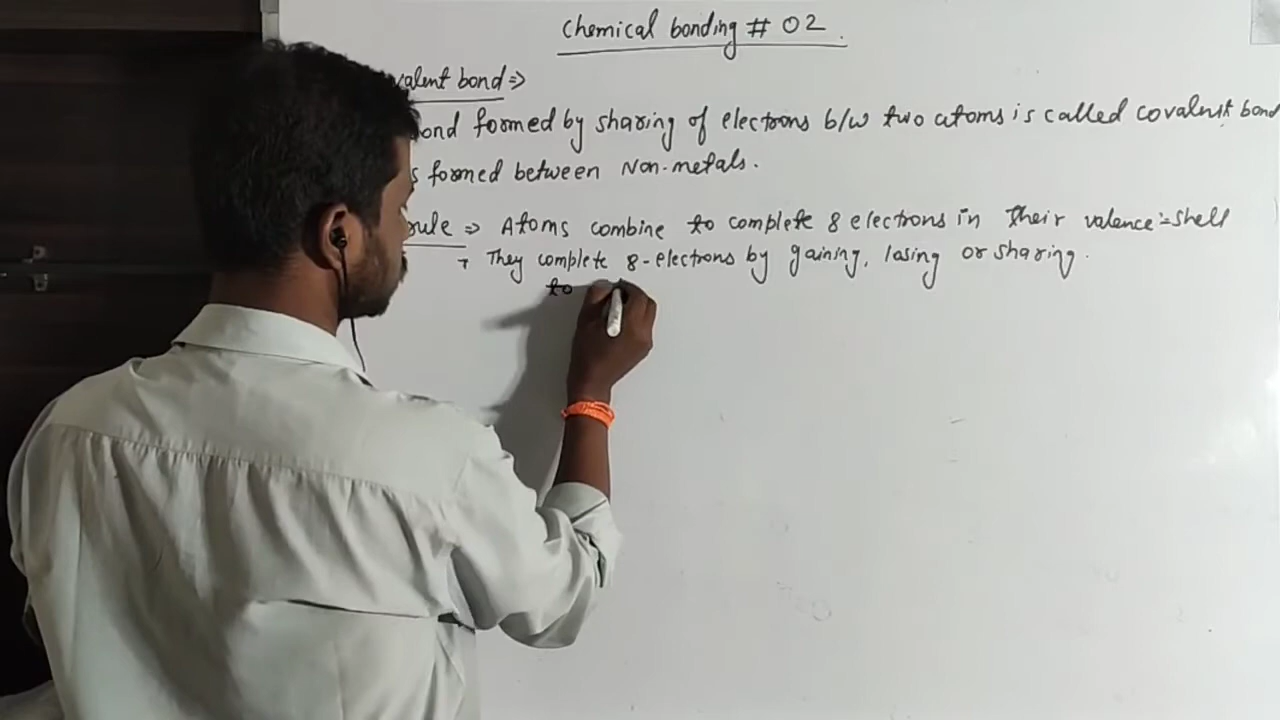 Chemical bonding # 02.
valent bond ⇒
ond formed by sharing of electrons b/w two atoms is called covalent bond
s formed between Non-metals.
rule ⇒ Atoms combine to complete 8 electrons in their valence-shell
They complete 8-electrons by gaining, lasing or sharing.
to